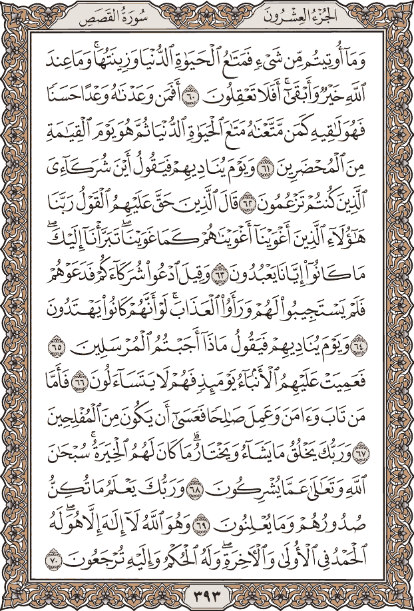 الجزء العشرون سورة القصص
وَمَآ أُوتِيتُم مِّن شَىْءٍ فَمَتَٰعُ ٱلْحَيَوٰةِ ٱلدُّنْيَا وَزِينَتُهَا ۚ وَمَا عِندَ
ٱللَّهِ خَيْرٌ وَأَبْقَىٰٓ ۚ أَفَلَا تَعْقِلُونَ ٦٠ أَفَمَن وَعَدْنَٰهُ وَعْدًا حَسَنًا
فَهُوَ لَٰقِيهِ كَمَن مَّتَّعْنَٰهُ مَتَٰعَ ٱلْحَيَوٰةِ ٱلدُّنْيَا ثُمَّ هُوَ يَوْمَ ٱلْقِيَٰمَةِ
مِنَ ٱلْمُحْضَرِينَ ٦١ وَيَوْمَ يُنَادِيهِمْ فَيَقُولُ أَيْنَ شُرَكَآءِىَ
ٱلَّذِينَ كُنتُمْ تَزْعُمُونَ ٦٢ قَالَ ٱلَّذِينَ حَقَّ عَلَيْهِمُ ٱلْقَوْلُ رَبَّنَا
هَٰٓؤُلَآءِ ٱلَّذِينَ أَغْوَيْنَآ أَغْوَيْنَٰهُمْ كَمَا غَوَيْنَا ۖ تَبَرَّأْنَآ إِلَيْكَ ۖ
مَا كَانُوٓا۟ إِيَّانَا يَعْبُدُونَ ٦٣ وَقِيلَ ٱدْعُوا۟ شُرَكَآءَكُمْ فَدَعَوْهُمْ
فَلَمْ يَسْتَجِيبُوا۟ لَهُمْ وَرَأَوُا۟ ٱلْعَذَابَ ۚ لَوْ أَنَّهُمْ كَانُوا۟ يَهْتَدُونَ
٦٤ وَيَوْمَ يُنَادِيهِمْ فَيَقُولُ مَاذَآ أَجَبْتُمُ ٱلْمُرْسَلِينَ ٦٥
فَعَمِيَتْ عَلَيْهِمُ ٱلْأَنۢبَآءُ يَوْمَئِذٍ فَهُمْ لَا يَتَسَآءَلُونَ ٦٦ فَأَمَّا
مَن تَابَ وَءَامَنَ وَعَمِلَ صَٰلِحًا فَعَسَىٰٓ أَن يَكُونَ مِنَ ٱلْمُفْلِحِينَ
٦٧ وَرَبُّكَ يَخْلُقُ مَا يَشَآءُ وَيَخْتَارُ ۗ مَا كَانَ لَهُمُ ٱلْخِيَرَةُ ۚ سُبْحَٰنَ
ٱللَّهِ وَتَعَٰلَىٰ عَمَّا يُشْرِكُونَ ٦٨ وَرَبُّكَ يَعْلَمُ مَا تُكِنُّ
صُدُورُهُمْ وَمَا يُعْلِنُونَ ٦٩ وَهُوَ ٱللَّهُ لَآ إِلَٰهَ إِلَّا هُوَ ۖ لَهُ
ٱلْحَمْدُ فِى ٱلْأُولَىٰ وَٱلْءَاخِرَةِ ۖ وَلَهُ ٱلْحُكْمُ وَإِلَيْهِ تُرْجَعُونَ ٧٠
٣٩٣